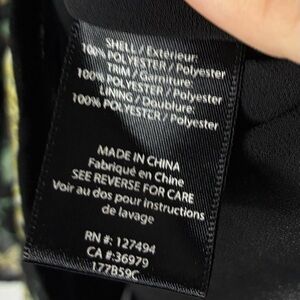 SHELL / Extérieur:
100% POLYESTER / Polyester
TRIM / Garniture:
100% POLYESTER / Polyester
LINING / Doublure:
100% POLYESTER / Polyester
MADE IN CHINA
Fabriqué en Chine
SEE REVERSE FOR CARE
Voir au dos pour instructions
de lavage
RN #: 127494
CA #: 36979
177B59C